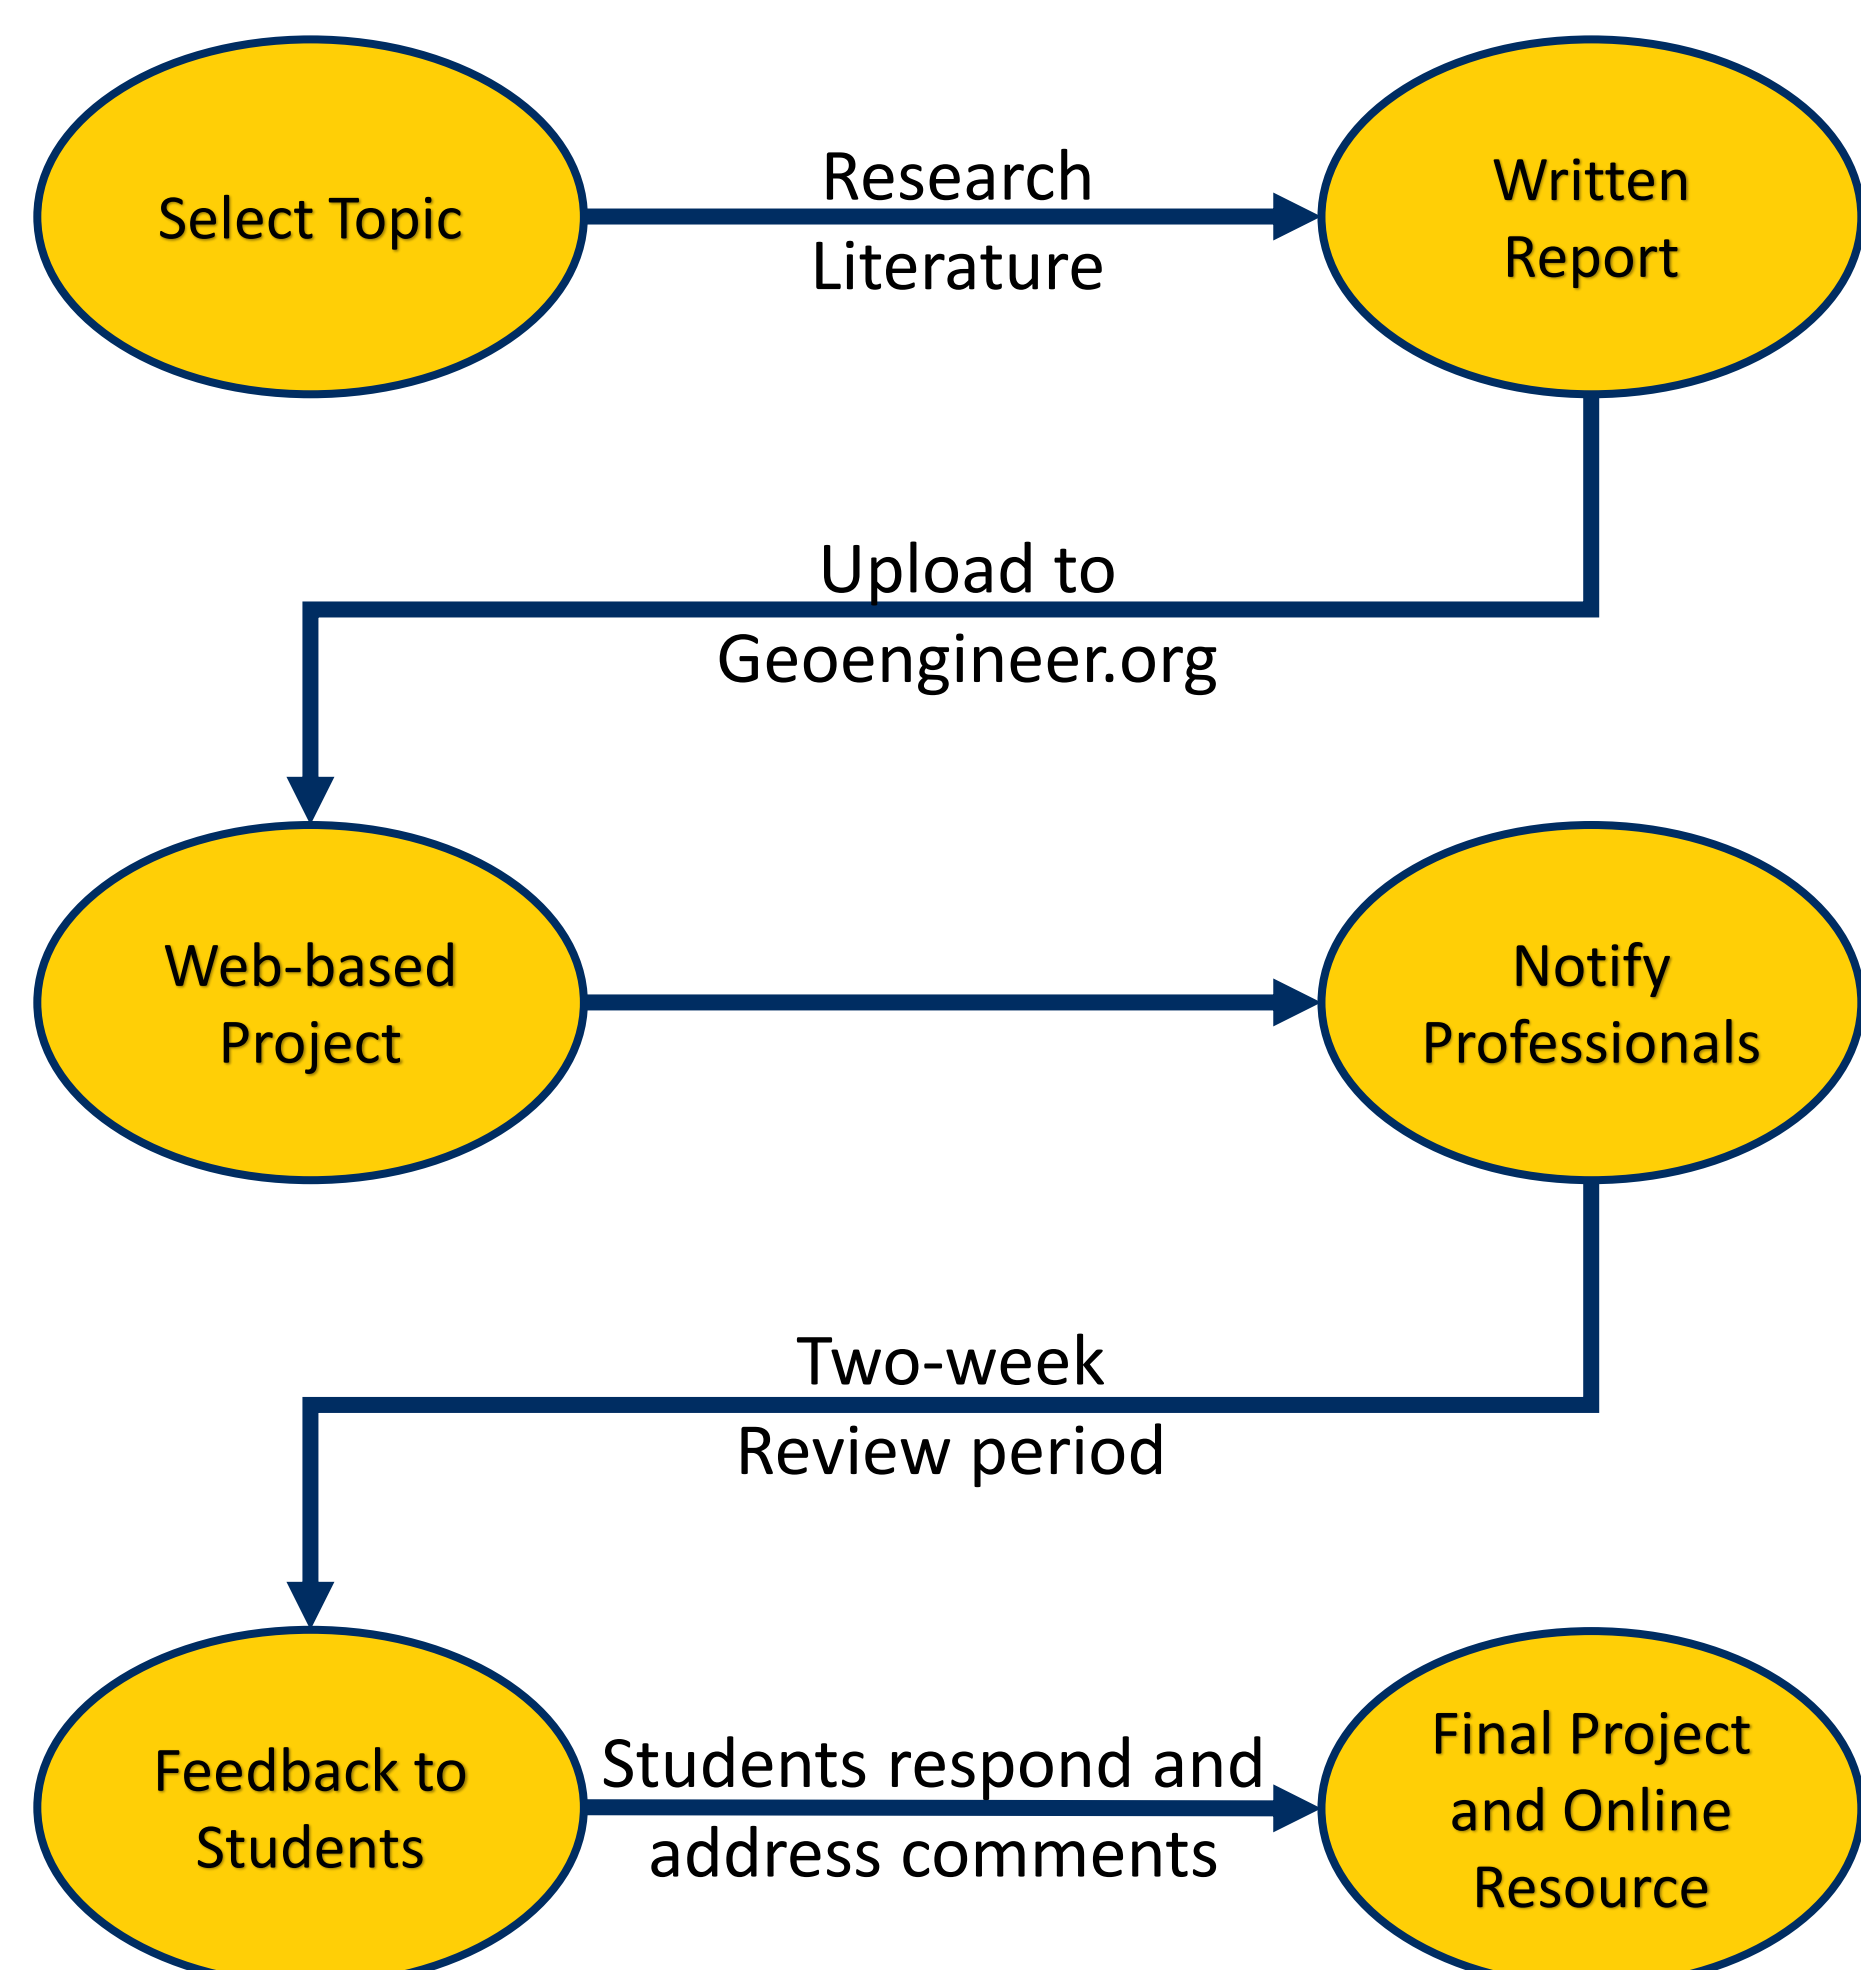 Select Topic
Research
Literature
Written
Report
Upload to
Geoengineer.org
Web-based
Project
Notify
Professionals
Two-week
Review period
Feedback to
Students
Students respond and
address comments
Final Project
and Online
Resource